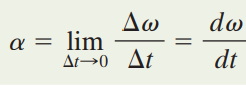 α = lim Δt→0 Δω/Δt = dω/dt